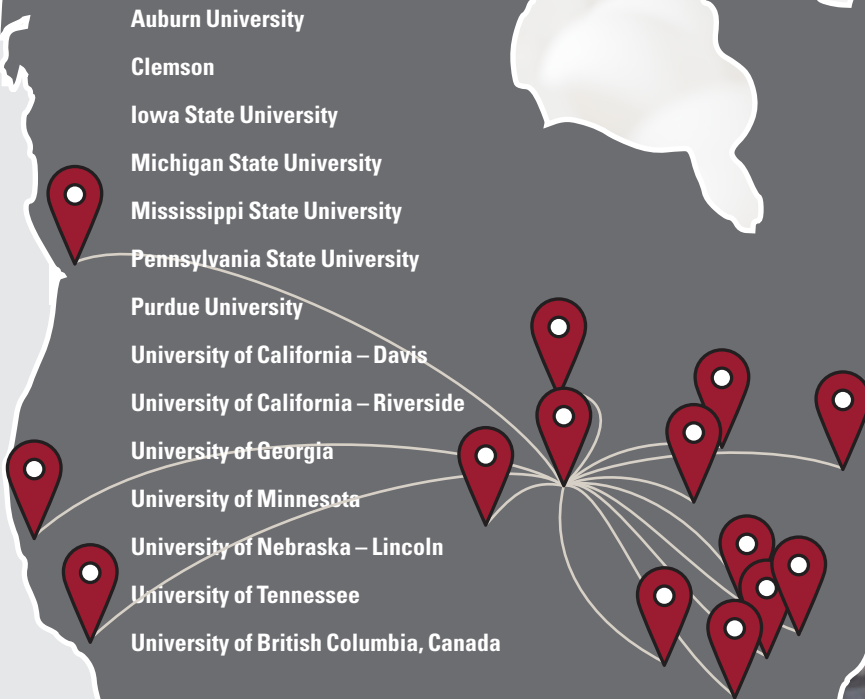 Auburn University
Clemson
Iowa State University
Michigan State University
Mississippi State University
Pennsylvania State University
Purdue University
University of California – Davis
University of California – Riverside
University of Georgia
University of Minnesota
University of Nebraska – Lincoln
University of Tennessee
University of British Columbia, Canada